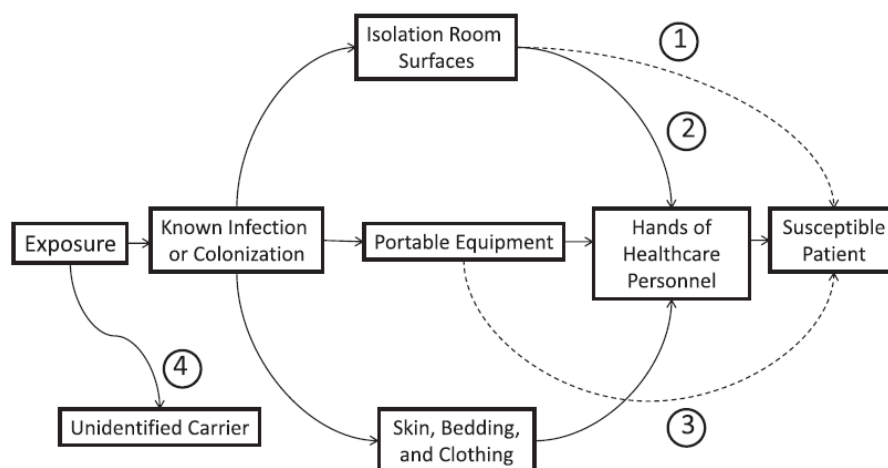 Isolation Room
Surfaces
1
2
Exposure
Known Infection
or Colonization
Portable Equipment
Hands of
Healthcare
Personnel
Susceptible
Patient
4
Unidentified Carrier
Skin, Bedding,
and Clothing
3